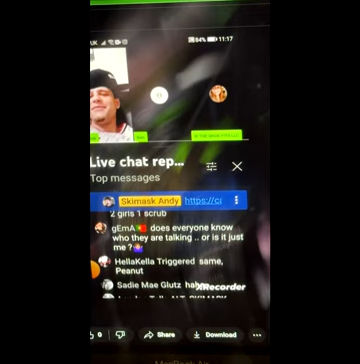 UK
84% 11:17
Live chat rep...
Top messages
Skimask Andy https://c
2 girls 1 scrub
gEmA🇵🇹 does everyone know
who they are talking .. or is it just
me ?
HellaKella Triggered same,
Peanut
Sadie Mae Glutz
XRecorder
0
Share
Download
MacBook Air